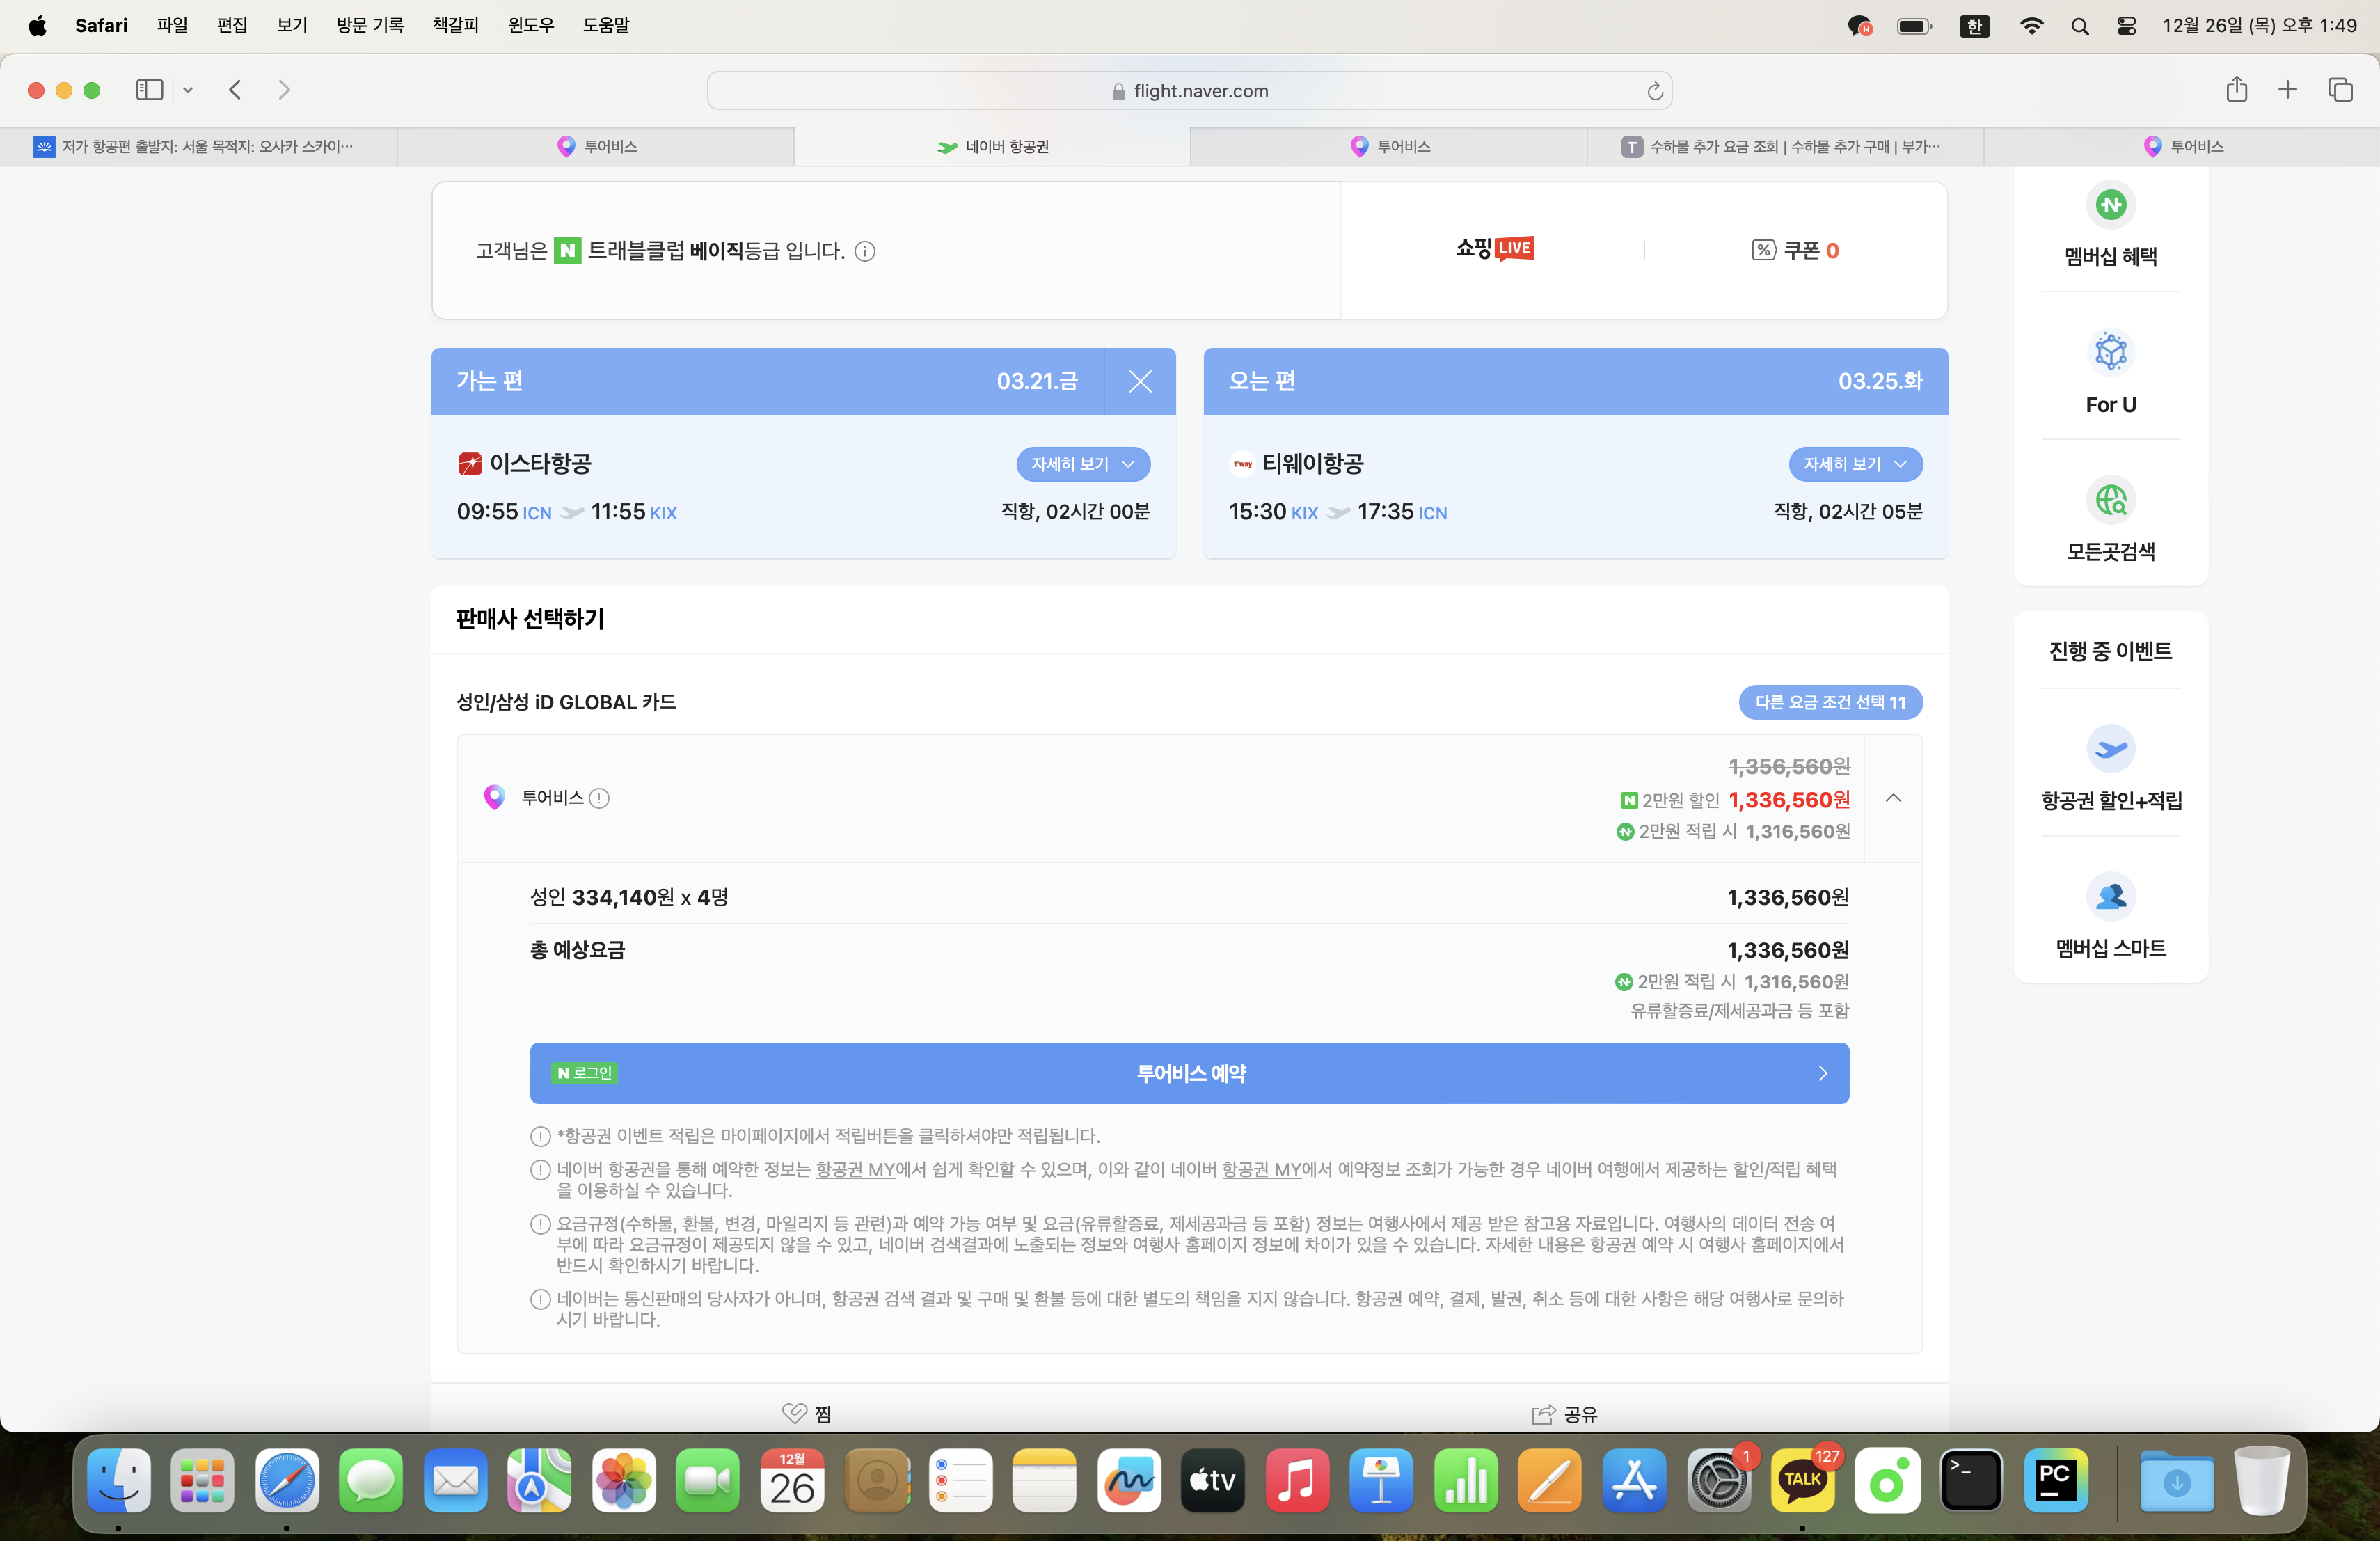 Safari 파일 편집 보기 방문 기록 책갈피 윈도우 도움말 한 12월 26일 (목) 오후 1:49
flight.naver.com
저가 항공편 출발지: 서울 목적지: 오사카 스카이… 투어비스 네이버 항공권 투어비스 T 수하물 추가 요금 조회 | 수하물 추가 구매 | 부가… 투어비스
고객님은 N 트래블클럽 베이직등급 입니다.
쇼핑 LIVE
% 쿠폰 0
가는 편 03.21.금
이스타항공 자세히 보기
09:55 ICN 11:55 KIX 직항, 02시간 00분
오는 편 03.25.화
t'way 티웨이항공 자세히 보기
15:30 KIX 17:35 ICN 직항, 02시간 05분
판매사 선택하기
성인/삼성 iD GLOBAL 카드 다른 요금 조건 선택 11
투어비스
1,356,560원
N 2만원 할인 1,336,560원
N 2만원 적립 시 1,316,560원
성인 334,140원 x 4명 1,336,560원
총 예상요금 1,336,560원
N 2만원 적립 시 1,316,560원
유류할증료/제세공과금 등 포함
N 로그인 투어비스 예약
*항공권 이벤트 적립은 마이페이지에서 적립버튼을 클릭하셔야만 적립됩니다.
네이버 항공권을 통해 예약한 정보는 항공권 MY에서 쉽게 확인할 수 있으며, 이와 같이 네이버 항공권 MY에서 예약정보 조회가 가능한 경우 네이버 여행에서 제공하는 할인/적립 혜택
을 이용하실 수 있습니다.
요금규정(수하물, 환불, 변경, 마일리지 등 관련)과 예약 가능 여부 및 요금(유류할증료, 제세공과금 등 포함) 정보는 여행사에서 제공 받은 참고용 자료입니다. 여행사의 데이터 전송 여
부에 따라 요금규정이 제공되지 않을 수 있고, 네이버 검색결과에 노출되는 정보와 여행사 홈페이지 정보에 차이가 있을 수 있습니다. 자세한 내용은 항공권 예약 시 여행사 홈페이지에서
반드시 확인하시기 바랍니다.
네이버는 통신판매의 당사자가 아니며, 항공권 검색 결과 및 구매 및 환불 등에 대한 별도의 책임을 지지 않습니다. 항공권 예약, 결제, 발권, 취소 등에 대한 사항은 해당 여행사로 문의하
시기 바랍니다.
찜 공유
N
멤버십 혜택
For U
모든곳검색
진행 중 이벤트
항공권 할인+적립
멤버십 스마트
12월
26
tv
1
TALK
127
>_
PC